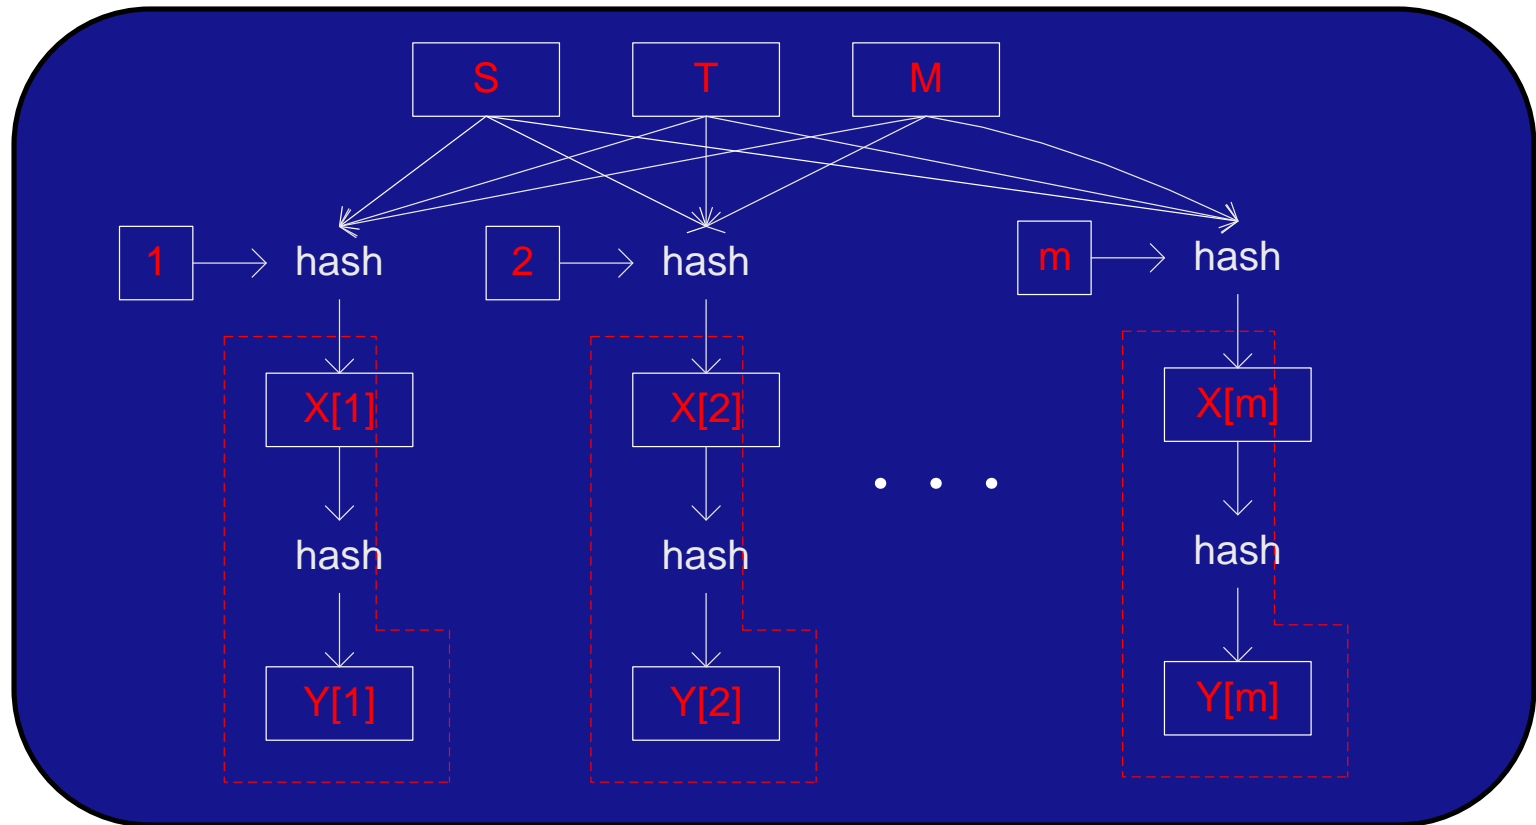 S T M
1 hash 2 hash m hash
X[1] X[2] X[m]
. . .
hash hash hash
Y[1] Y[2] Y[m]